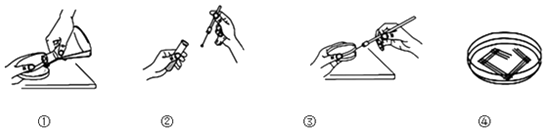 ① ② ③ ④